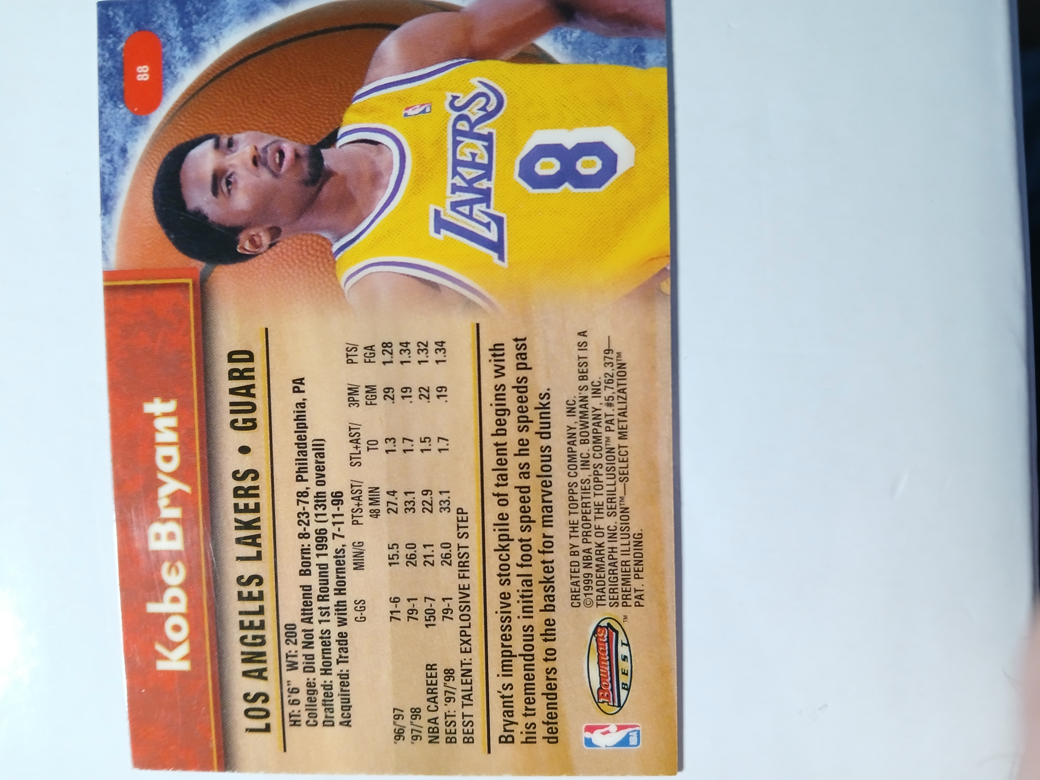 88
Kobe Bryant
LOS ANGELES LAKERS • GUARD
HT: 6'6" WT: 200
College: Did Not Attend Born: 8-23-78, Philadelphia, PA
Drafted: Hornets 1st Round 1996 (13th overall)
Acquired: Trade with Hornets, 7-11-96
G-GS MIN/G PTS+AST/ 48 MIN STL+AST/ TO 3PM/ FGM PTS/ FGA
'96/'97 71-6 15.5 27.4 1.3 .29 1.28
'97/'98 79-1 26.0 33.1 1.7 .19 1.34
NBA CAREER 150-7 21.1 22.9 1.5 .22 1.32
BEST: '97/'98 79-1 26.0 33.1 1.7 .19 1.34
BEST TALENT: EXPLOSIVE FIRST STEP
Bryant's impressive stockpile of talent begins with
his tremendous initial foot speed as he speeds past
defenders to the basket for marvelous dunks.
CREATED BY THE TOPPS COMPANY, INC.
©1999 NBA PROPERTIES, INC. BOWMAN'S BEST IS A
TRADEMARK OF THE TOPPS COMPANY, INC.
SERIGRAPH INC. SERILLUSION™ PAT.#5,762,379—
PREMIER ILLUSION™—SELECT METALIZATION™
PAT. PENDING.
Bowman's
BEST™
NBA
LAKERS
8